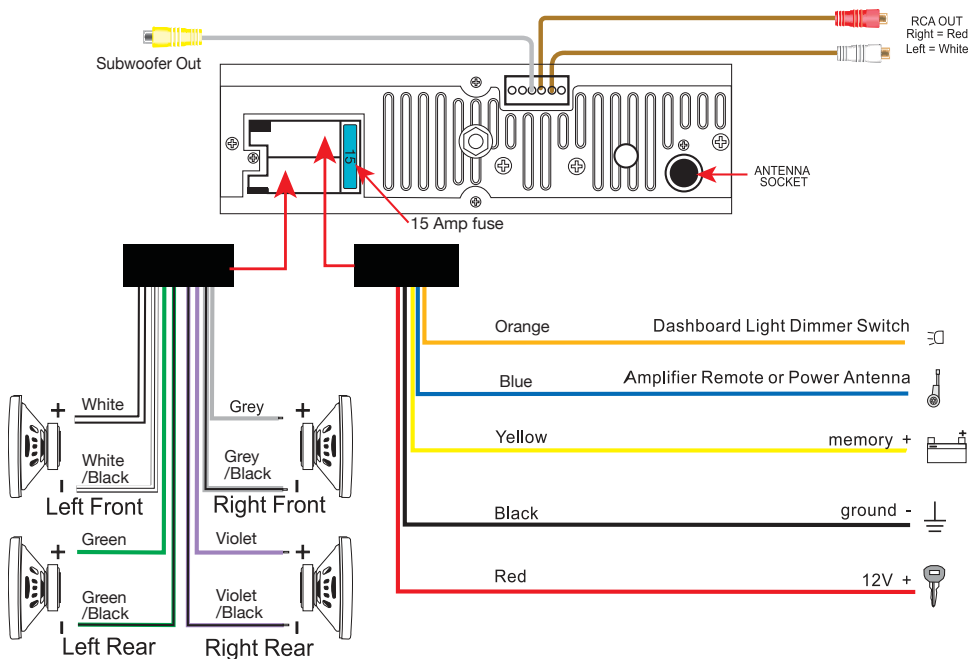 RCA OUT
Right = Red
Left = White
Subwoofer Out
15
ANTENNA
SOCKET
15 Amp fuse
Orange
Dashboard Light Dimmer Switch
Blue
Amplifier Remote or Power Antenna
Yellow
memory +
+
Black
ground -
Red
12V +
+
White
White
/Black
-
Left Front
Grey
+
Grey
/Black
-
Right Front
+
Green
Green
/Black
-
Left Rear
Violet
+
Violet
/Black
-
Right Rear